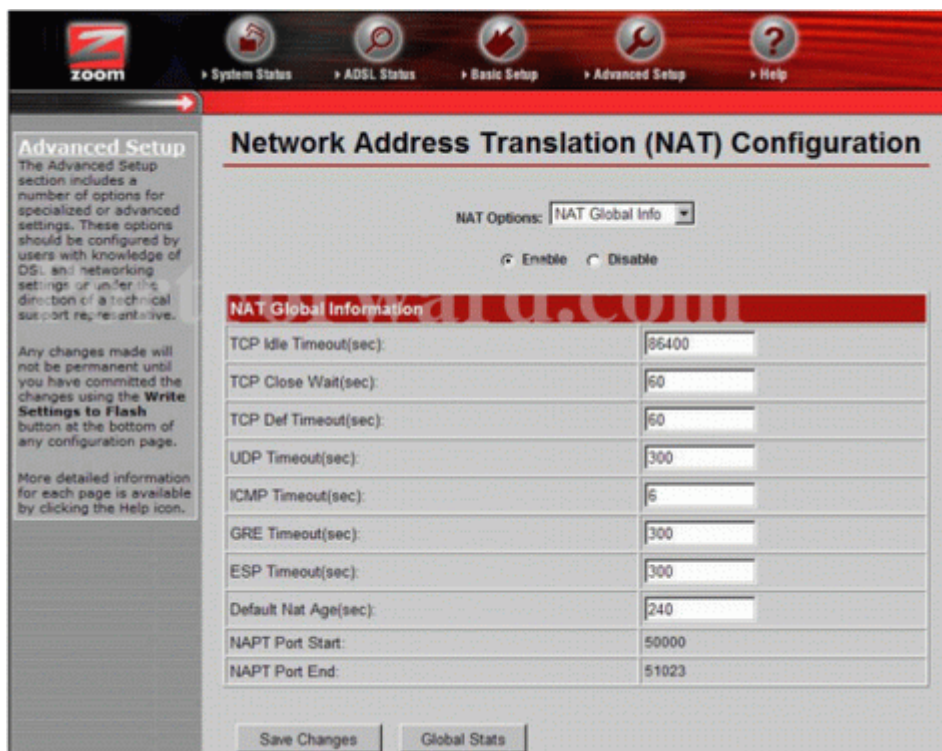 zoom
System Status
ADSL Status
Basic Setup
Advanced Setup
Help
Advanced Setup
The Advanced Setup
section includes a
number of options for
specialized or advanced
settings. These options
should be configured by
users with knowledge of
DSL and networking
settings or under the
direction of a technical
support representative.
Any changes made will
not be permanent until
you have committed the
changes using the Write
Settings to Flash
button at the bottom of
any configuration page.
More detailed information
for each page is available
by clicking the Help icon.
Network Address Translation (NAT) Configuration
NAT Options: NAT Global Info
Enable Disable
NAT Global Information
TCP Idle Timeout(sec): 86400
TCP Close Wait(sec): 60
TCP Def Timeout(sec): 60
UDP Timeout(sec): 300
ICMP Timeout(sec): 6
GRE Timeout(sec): 300
ESP Timeout(sec): 300
Default Nat Age(sec): 240
NAPT Port Start: 50000
NAPT Port End: 51023
Save Changes Global Stats